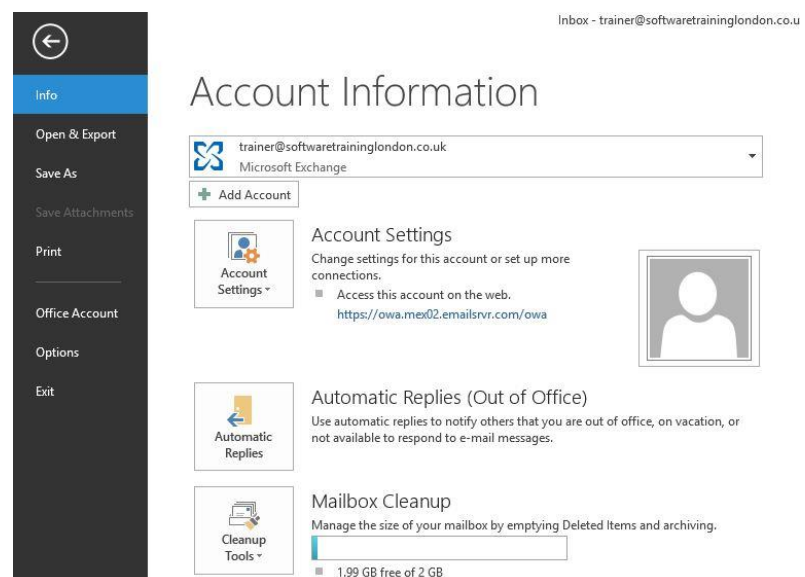 Inbox - trainer@softwaretraininglondon.co.u
Info
Open & Export
Save As
Save Attachments
Print
Office Account
Options
Exit
Account Information
trainer@softwaretraininglondon.co.uk
Microsoft Exchange
Add Account
Account
Settings
Account Settings
Change settings for this account or set up more
connections.
Access this account on the web.
https://owa.mex02.emailsrvr.com/owa
Automatic
Replies
Automatic Replies (Out of Office)
Use automatic replies to notify others that you are out of office, on vacation, or
not available to respond to e-mail messages.
Cleanup
Tools
Mailbox Cleanup
Manage the size of your mailbox by emptying Deleted Items and archiving.
1.99 GB free of 2 GB